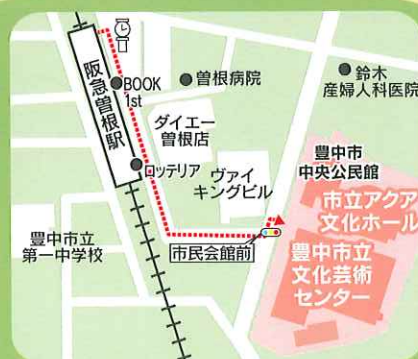 阪急曽根駅
BOOK
1st
曽根病院
鈴木
産婦人科医院
ダイエー
曽根店
ロッテリア
ヴァイ
キングビル
豊中市
中央公民館
市立アクア
文化ホール
豊中市立
第一中学校
市民会館前
豊中市立
文化芸術
センター